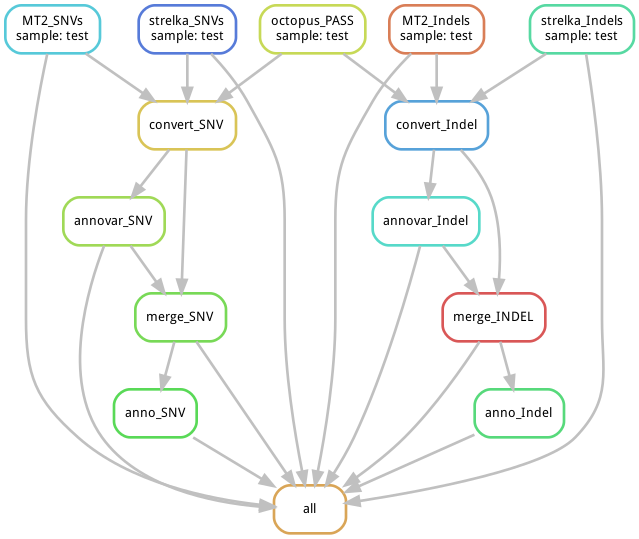 MT2_SNVs
sample: test
strelka_SNVs
sample: test
octopus_PASS
sample: test
MT2_Indels
sample: test
strelka_Indels
sample: test
convert_SNV
convert_Indel
annovar_SNV
annovar_Indel
merge_SNV
merge_INDEL
anno_SNV
anno_Indel
all